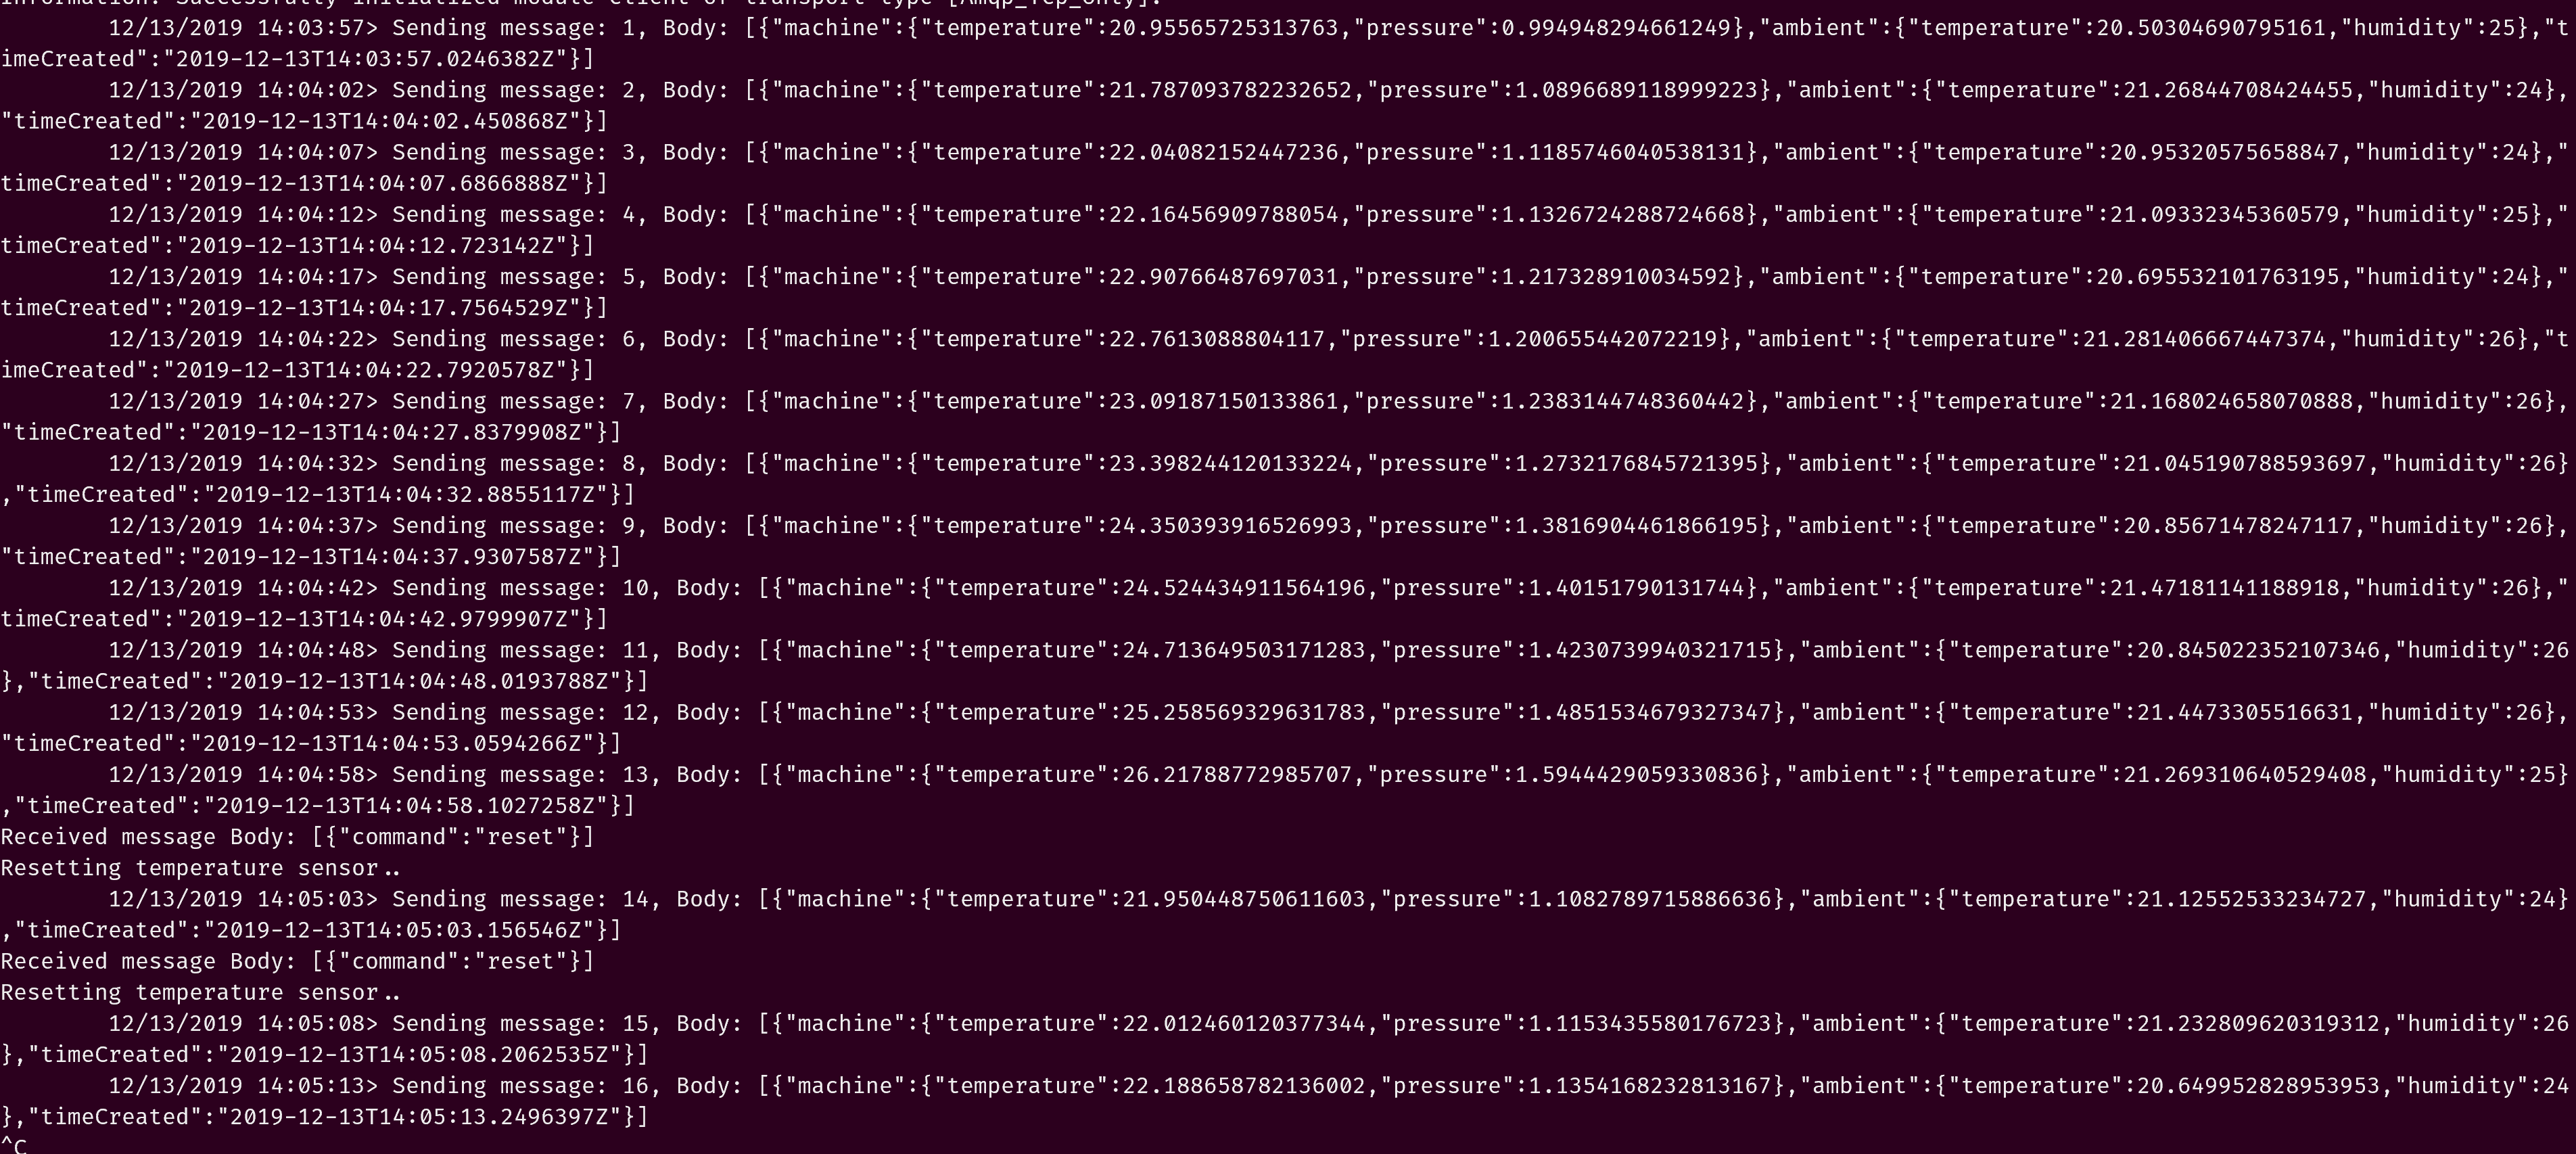 Information: Successfully initialized module client of transport type [Amqp_Tcp_Only].
        12/13/2019 14:03:57> Sending message: 1, Body: [{"machine":{"temperature":20.95565725313763,"pressure":0.994948294661249},"ambient":{"temperature":20.50304690795161,"humidity":25},"t
imeCreated":"2019-12-13T14:03:57.0246382Z"}]
        12/13/2019 14:04:02> Sending message: 2, Body: [{"machine":{"temperature":21.787093782232652,"pressure":1.0896689118999223},"ambient":{"temperature":21.26844708424455,"humidity":24},
"timeCreated":"2019-12-13T14:04:02.450868Z"}]
        12/13/2019 14:04:07> Sending message: 3, Body: [{"machine":{"temperature":22.04082152447236,"pressure":1.1185746040538131},"ambient":{"temperature":20.95320575658847,"humidity":24},"
timeCreated":"2019-12-13T14:04:07.6866888Z"}]
        12/13/2019 14:04:12> Sending message: 4, Body: [{"machine":{"temperature":22.16456909788054,"pressure":1.1326724288724668},"ambient":{"temperature":21.09332345360579,"humidity":25},"
timeCreated":"2019-12-13T14:04:12.723142Z"}]
        12/13/2019 14:04:17> Sending message: 5, Body: [{"machine":{"temperature":22.90766487697031,"pressure":1.217328910034592},"ambient":{"temperature":20.695532101763195,"humidity":24},"
timeCreated":"2019-12-13T14:04:17.7564529Z"}]
        12/13/2019 14:04:22> Sending message: 6, Body: [{"machine":{"temperature":22.7613088804117,"pressure":1.200655442072219},"ambient":{"temperature":21.281406667447374,"humidity":26},"t
imeCreated":"2019-12-13T14:04:22.7920578Z"}]
        12/13/2019 14:04:27> Sending message: 7, Body: [{"machine":{"temperature":23.09187150133861,"pressure":1.2383144748360442},"ambient":{"temperature":21.168024658070888,"humidity":26},
"timeCreated":"2019-12-13T14:04:27.8379908Z"}]
        12/13/2019 14:04:32> Sending message: 8, Body: [{"machine":{"temperature":23.398244120133224,"pressure":1.2732176845721395},"ambient":{"temperature":21.045190788593697,"humidity":26}
,"timeCreated":"2019-12-13T14:04:32.8855117Z"}]
        12/13/2019 14:04:37> Sending message: 9, Body: [{"machine":{"temperature":24.350393916526993,"pressure":1.3816904461866195},"ambient":{"temperature":20.85671478247117,"humidity":26},
"timeCreated":"2019-12-13T14:04:37.9307587Z"}]
        12/13/2019 14:04:42> Sending message: 10, Body: [{"machine":{"temperature":24.524434911564196,"pressure":1.40151790131744},"ambient":{"temperature":21.47181141188918,"humidity":26},"
timeCreated":"2019-12-13T14:04:42.9799907Z"}]
        12/13/2019 14:04:48> Sending message: 11, Body: [{"machine":{"temperature":24.713649503171283,"pressure":1.4230739940321715},"ambient":{"temperature":20.845022352107346,"humidity":26
},"timeCreated":"2019-12-13T14:04:48.0193788Z"}]
        12/13/2019 14:04:53> Sending message: 12, Body: [{"machine":{"temperature":25.258569329631783,"pressure":1.4851534679327347},"ambient":{"temperature":21.4473305516631,"humidity":26},
"timeCreated":"2019-12-13T14:04:53.0594266Z"}]
        12/13/2019 14:04:58> Sending message: 13, Body: [{"machine":{"temperature":26.21788772985707,"pressure":1.5944429059330836},"ambient":{"temperature":21.269310640529408,"humidity":25}
,"timeCreated":"2019-12-13T14:04:58.1027258Z"}]
Received message Body: [{"command":"reset"}]
Resetting temperature sensor..
        12/13/2019 14:05:03> Sending message: 14, Body: [{"machine":{"temperature":21.950448750611603,"pressure":1.1082789715886636},"ambient":{"temperature":21.12552533234727,"humidity":24}
,"timeCreated":"2019-12-13T14:05:03.156546Z"}]
Received message Body: [{"command":"reset"}]
Resetting temperature sensor..
        12/13/2019 14:05:08> Sending message: 15, Body: [{"machine":{"temperature":22.012460120377344,"pressure":1.1153435580176723},"ambient":{"temperature":21.232809620319312,"humidity":26
},"timeCreated":"2019-12-13T14:05:08.2062535Z"}]
        12/13/2019 14:05:13> Sending message: 16, Body: [{"machine":{"temperature":22.188658782136002,"pressure":1.1354168232813167},"ambient":{"temperature":20.649952828953953,"humidity":24
},"timeCreated":"2019-12-13T14:05:13.2496397Z"}]
^C